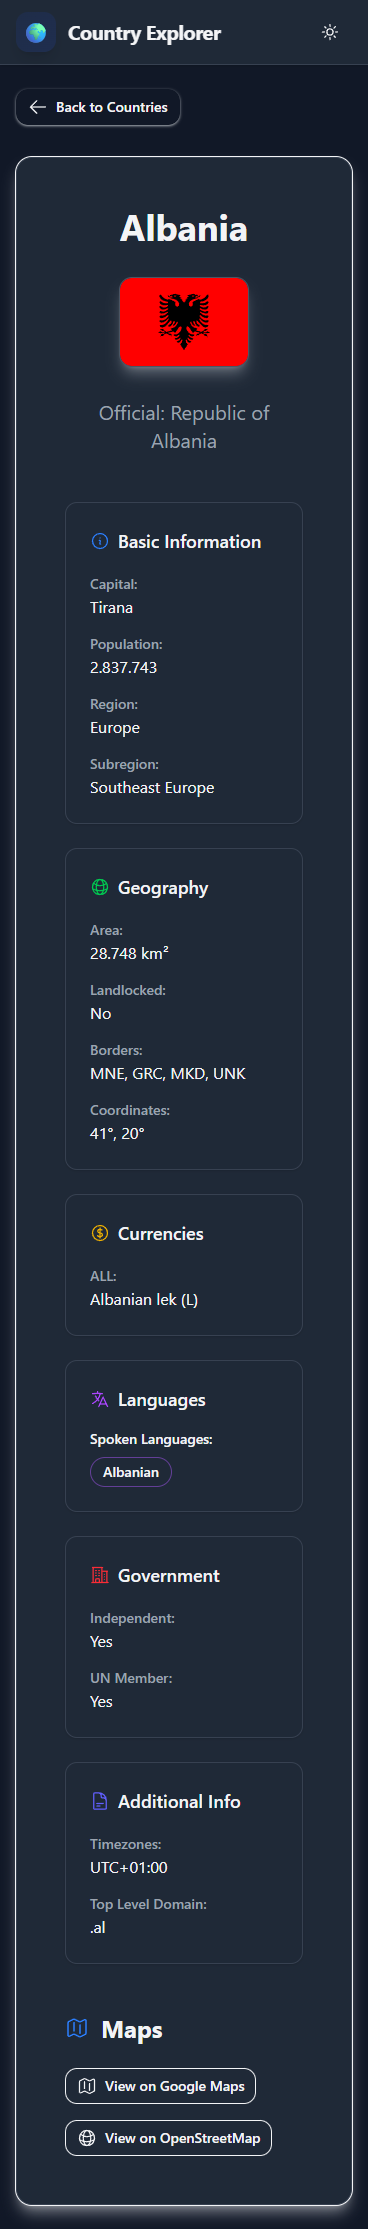 Country Explorer
Back to Countries
Albania
Official: Republic of
Albania
Basic Information
Capital:
Tirana
Population:
2.837.743
Region:
Europe
Subregion:
Southeast Europe
Geography
Area:
28.748 km²
Landlocked:
No
Borders:
MNE, GRC, MKD, UNK
Coordinates:
41°, 20°
Currencies
ALL:
Albanian lek (L)
Languages
Spoken Languages:
Albanian
Government
Independent:
Yes
UN Member:
Yes
Additional Info
Timezones:
UTC+01:00
Top Level Domain:
.al
Maps
View on Google Maps
View on OpenStreetMap